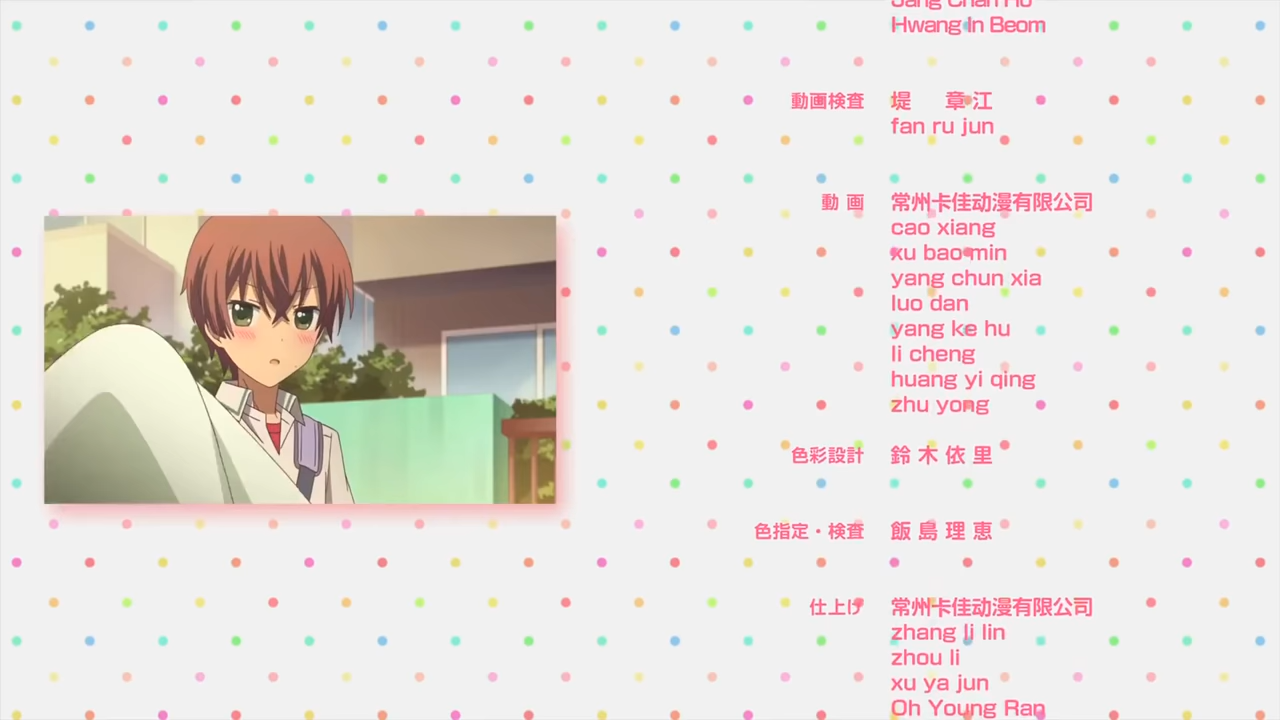 Jang Chan Ho
Hwang In Beom
動画検査 堤 章江
fan ru jun
動画 常州卡佳动漫有限公司
cao xiang
xu bao min
yang chun xia
luo dan
yang ke hu
li cheng
huang yi qing
zhu yong
色彩設計 鈴木依里
色指定・検査 飯島理恵
仕上げ 常州卡佳动漫有限公司
zhang li lin
zhou li
xu ya jun
Oh Young Ran